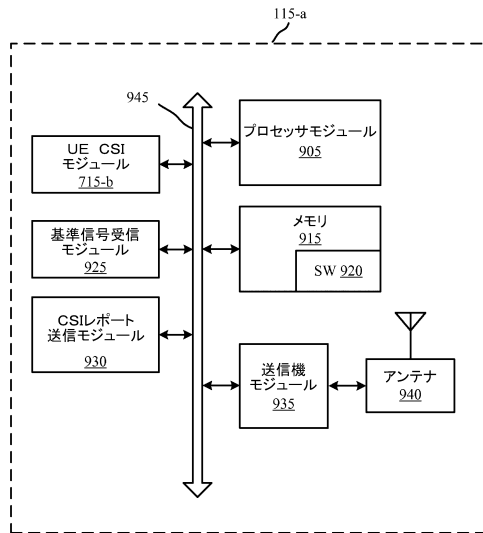 115-a
945
UE CSI
モジュール
715-b
プロセッサモジュール
905
基準信号受信
モジュール
925
メモリ
915
SW 920
CSIレポート
送信モジュール
930
送信機
モジュール
935
アンテナ
940